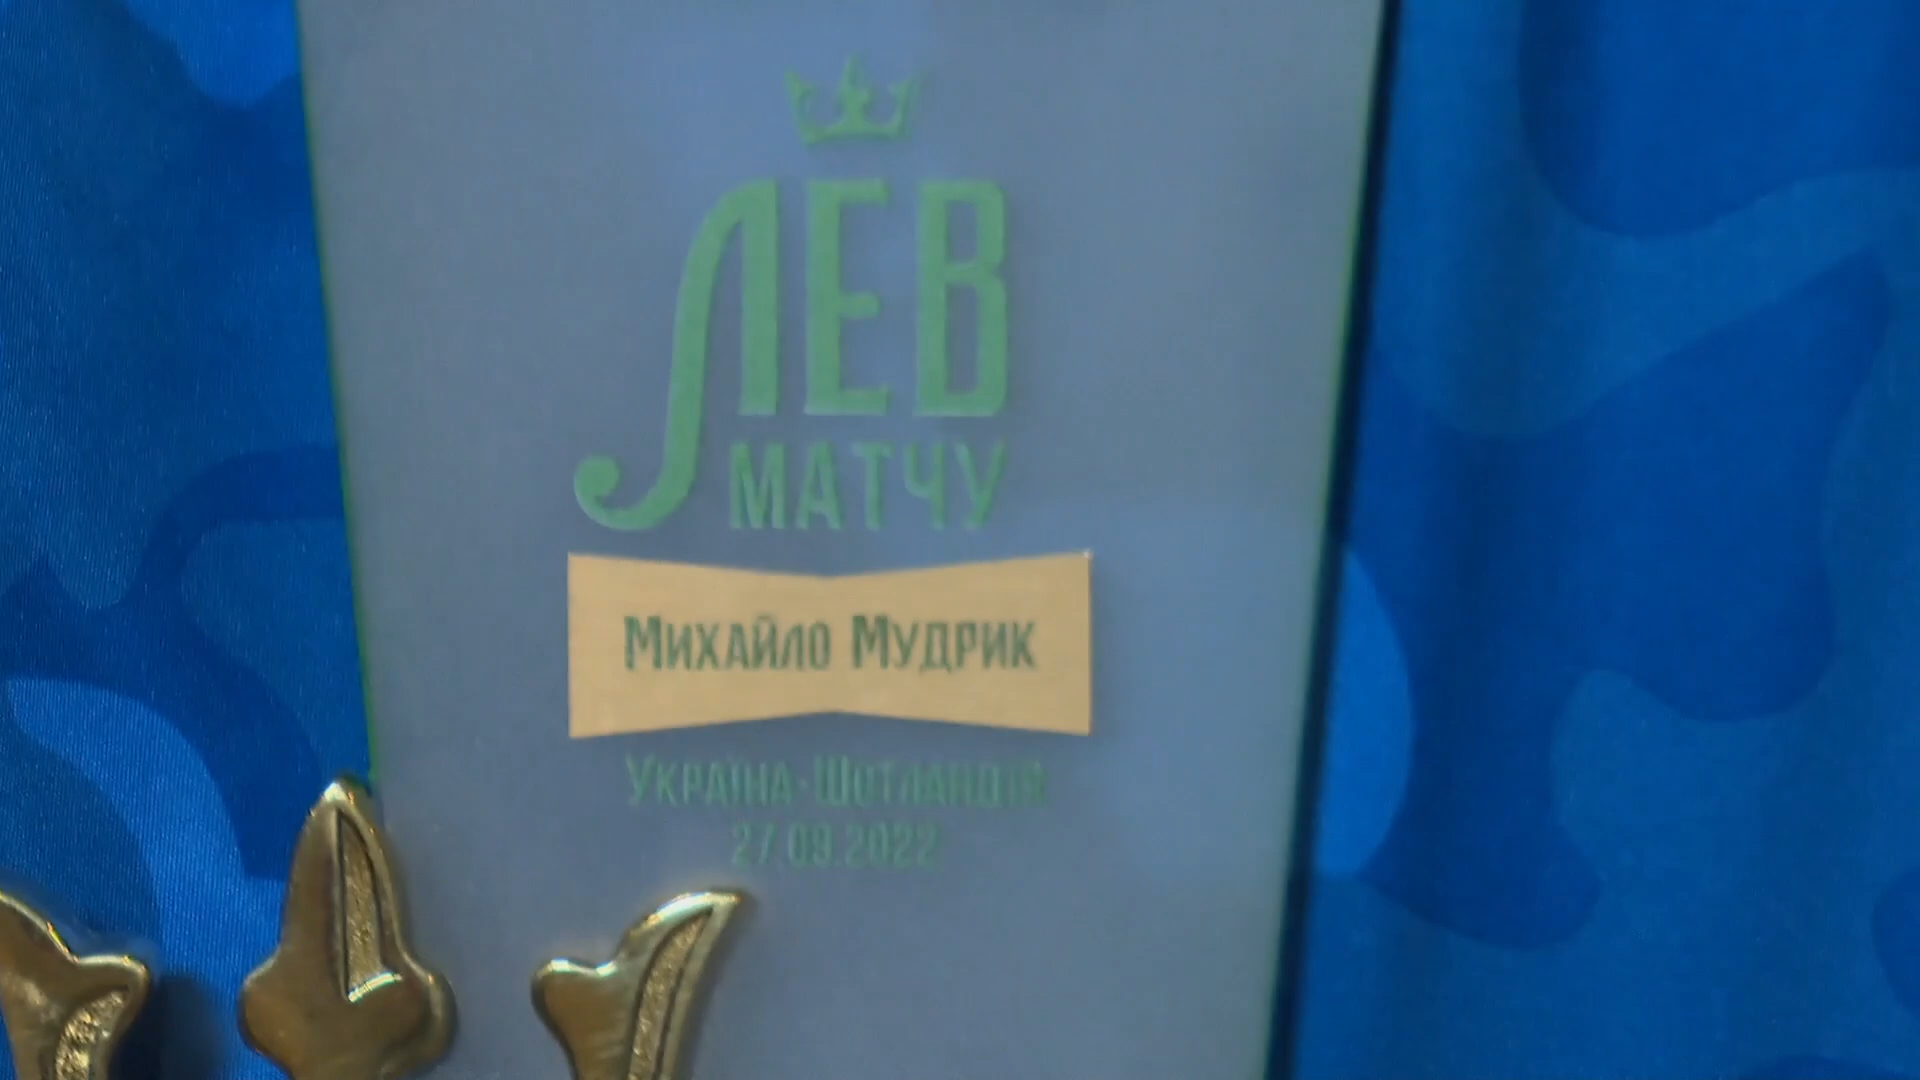 ЛЕВ
МАТЧУ
Михайло Мудрик
Україна-Шотландія
27.09.2022